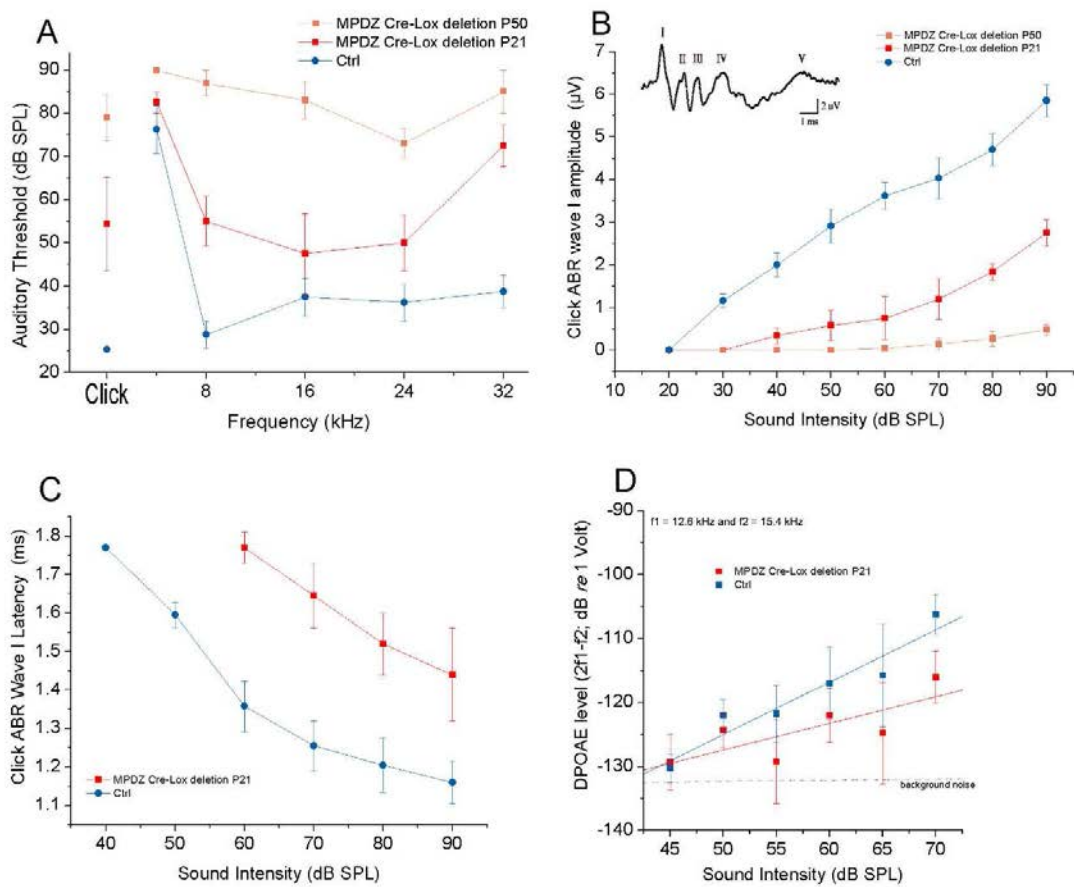 A
MPDZ Cre-Lox deletion P50
MPDZ Cre-Lox deletion P21
Ctrl
Auditory Threshold (dB SPL)
90
80
70
60
50
40
30
20
Click
8
16
24
32
Frequency (kHz)
B
MPDZ Cre-Lox deletion P50
MPDZ Cre-Lox deletion P21
Ctrl
I
II III IV V
2 µV
1 ms
Click ABR wave I amplitude (µV)
7
6
5
4
3
2
1
0
10 20 30 40 50 60 70 80 90
Sound Intensity (dB SPL)
C
Click ABR Wave I Latency (ms)
1.8
1.7
1.6
1.5
1.4
1.3
1.2
1.1
MPDZ Cre-Lox deletion P21
Ctrl
40 50 60 70 80 90
Sound Intensity (dB SPL)
D
f1 = 12.6 kHz and f2 = 15.4 kHz
MPDZ Cre-Lox deletion P21
Ctrl
DPOAE level (2f1-f2; dB re 1 Volt)
-90
-100
-110
-120
-130
-140
background noise
45 50 55 60 65 70
Sound Intensity (dB SPL)